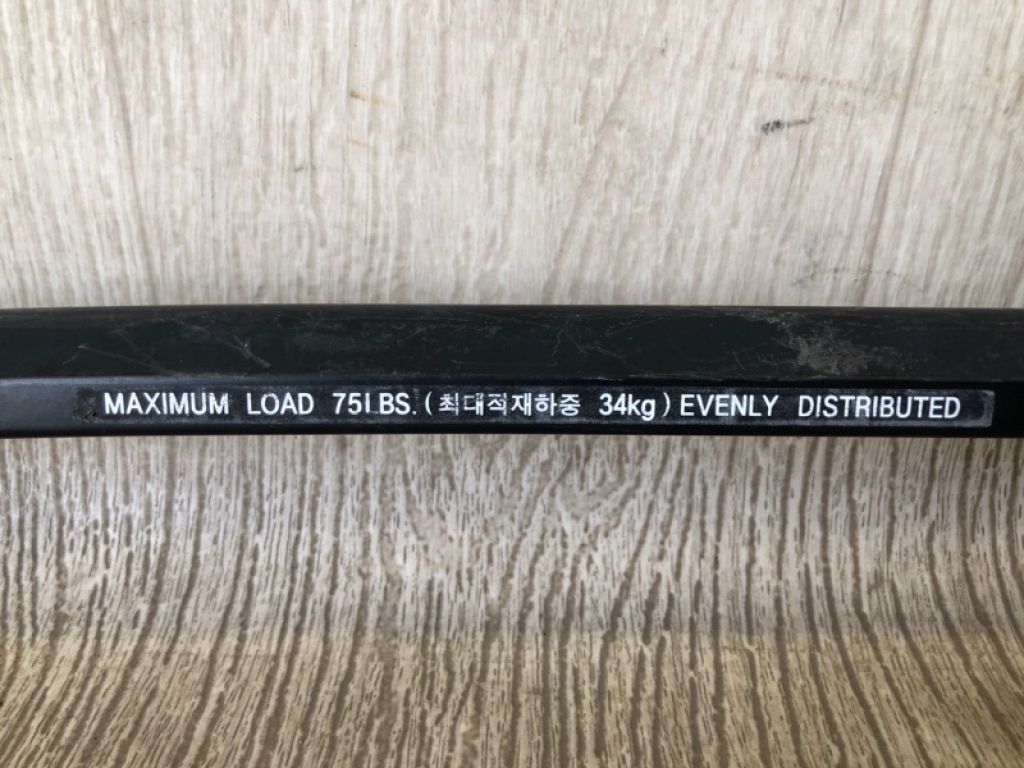 MAXIMUM LOAD 75LBS. (최대적재하중 34kg) EVENLY DISTRIBUTED